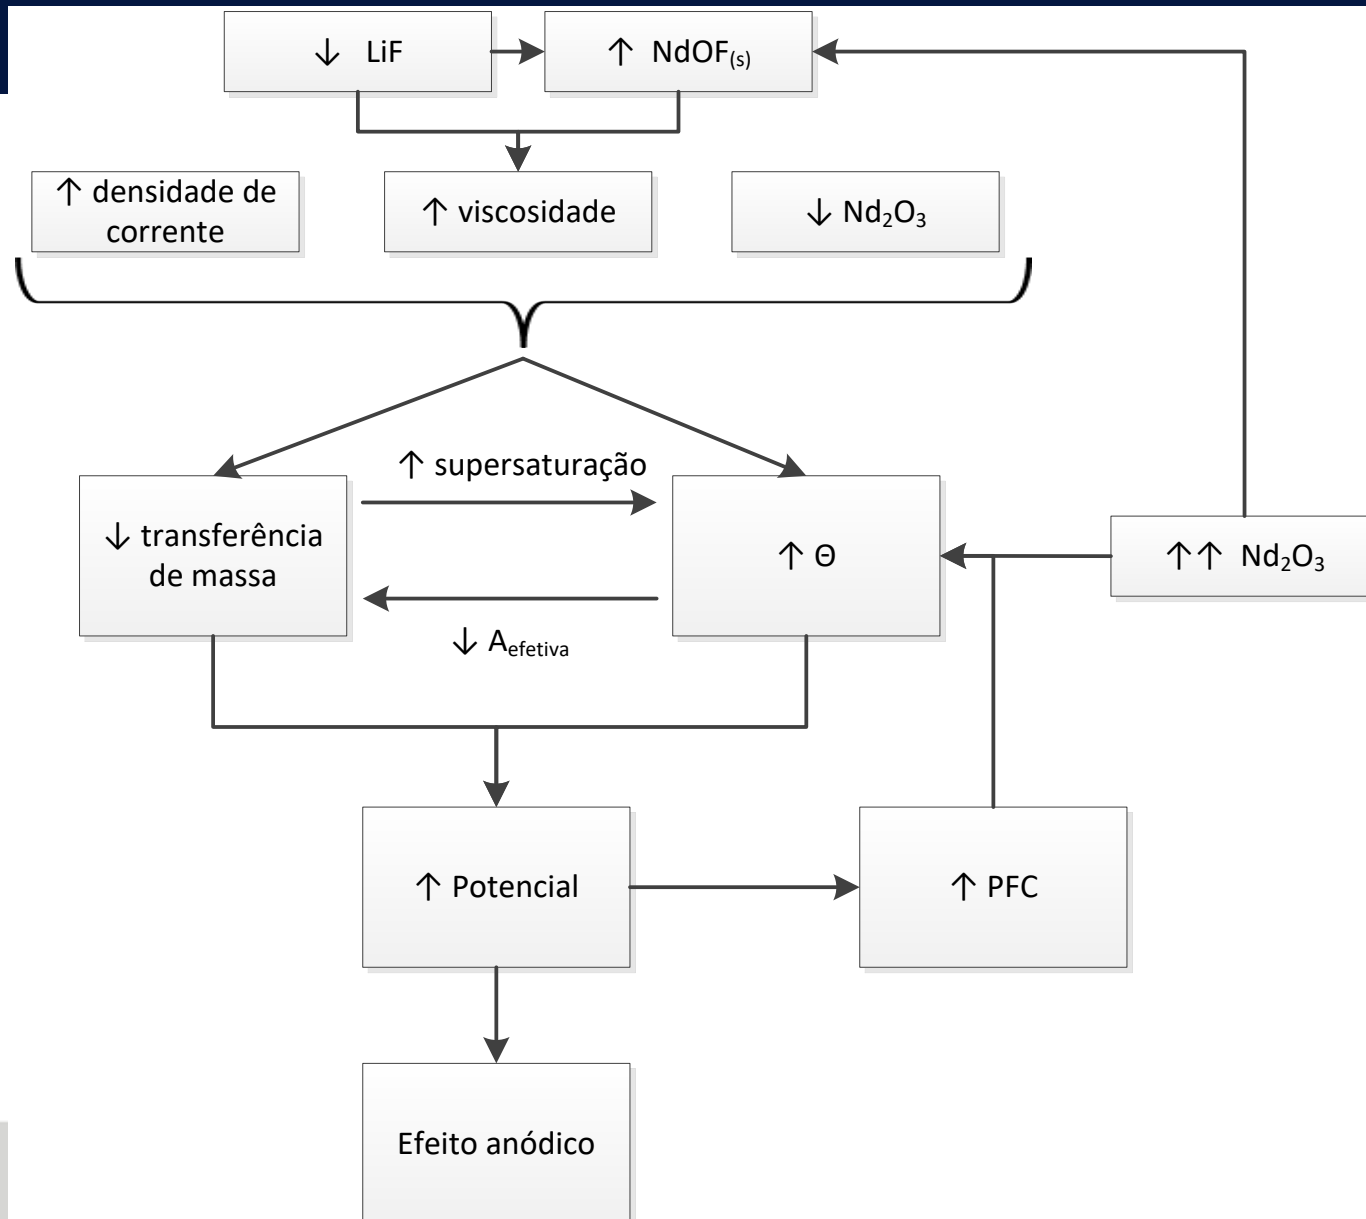 ↓ LiF
↑ NdOF(s)
↑ densidade de
corrente
↑ viscosidade
↓ Nd₂O₃
↑ supersaturação
↓ transferência
de massa
↑ Θ
↑↑ Nd₂O₃
↓ Aefetiva
↑ Potencial
↑ PFC
Efeito anódico